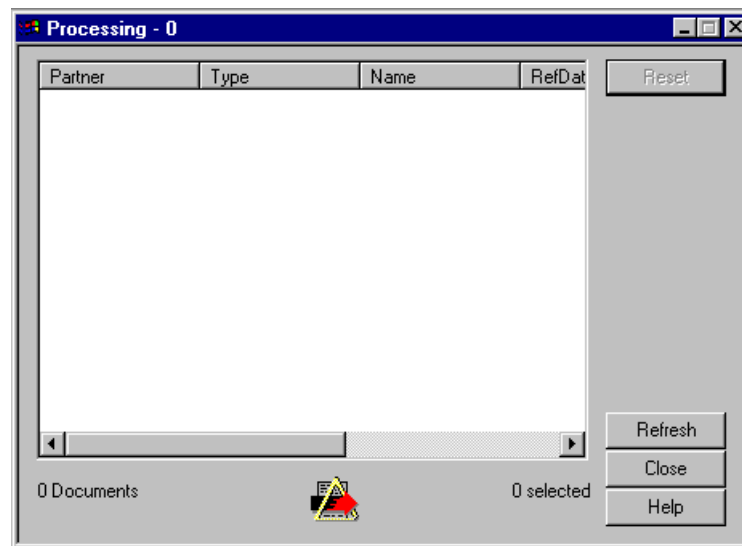 Processing - 0
Partner Type Name RefDat
Reset
Refresh
Close
Help
0 Documents 0 selected